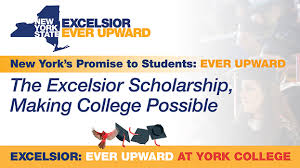 NEW YORK STATE
EXCELSIOR
EVER UPWARD
New York's Promise to Students: EVER UPWARD
The Excelsior Scholarship,
Making College Possible
EXCELSIOR: EVER UPWARD AT YORK COLLEGE